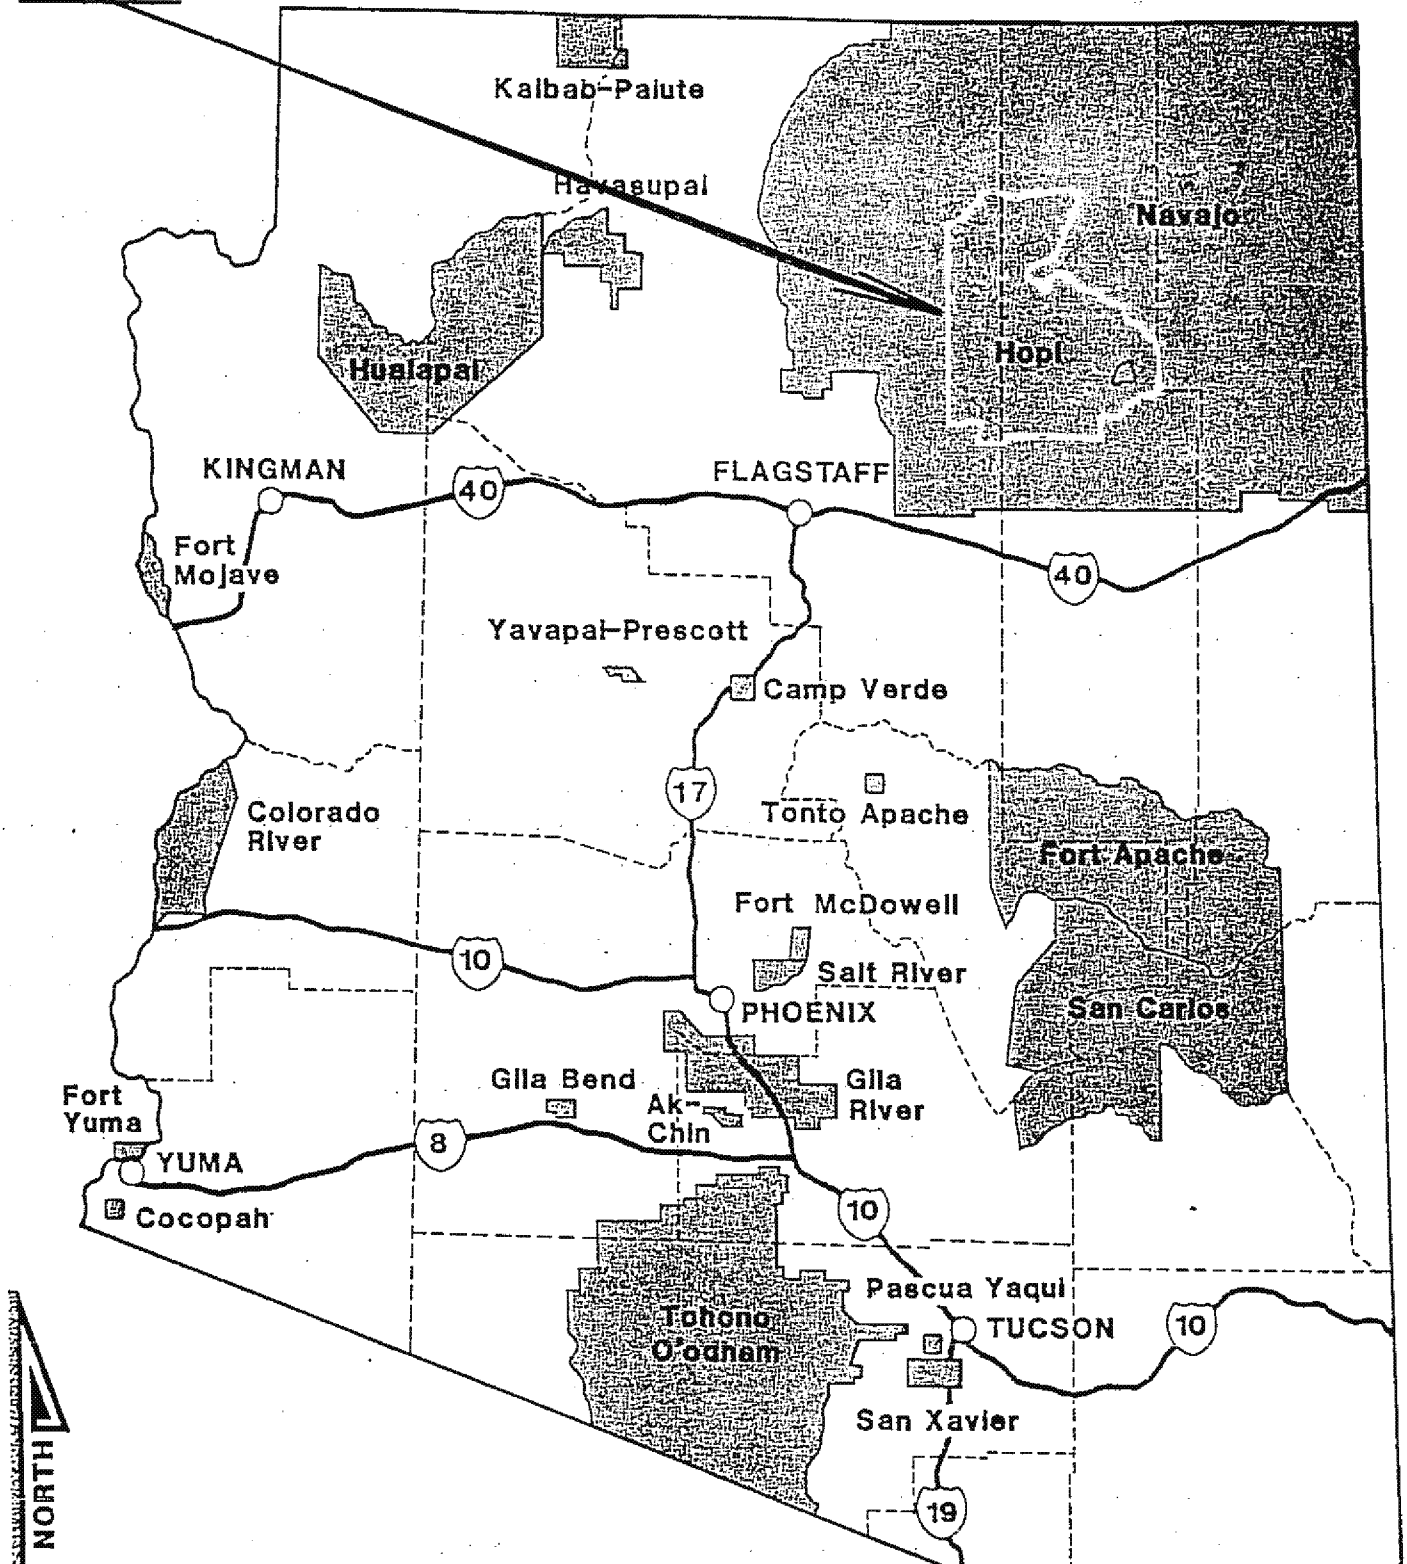 Kaibab-Paiute
Havasupai
Navajo
Hopi
Hualapai
KINGMAN
FLAGSTAFF
40
Fort
Mojave
40
Yavapai-Prescott
Camp Verde
17
Colorado
River
Tonto Apache
Fort Apache
Fort McDowell
10
Salt River
PHOENIX
San Carlos
Gila Bend
Gila
River
Ak-
Chin
Fort
Yuma
8
YUMA
Cocopah
10
Pascua Yaqui
Tohono
O'odham
TUCSON
10
San Xavier
19
NORTH